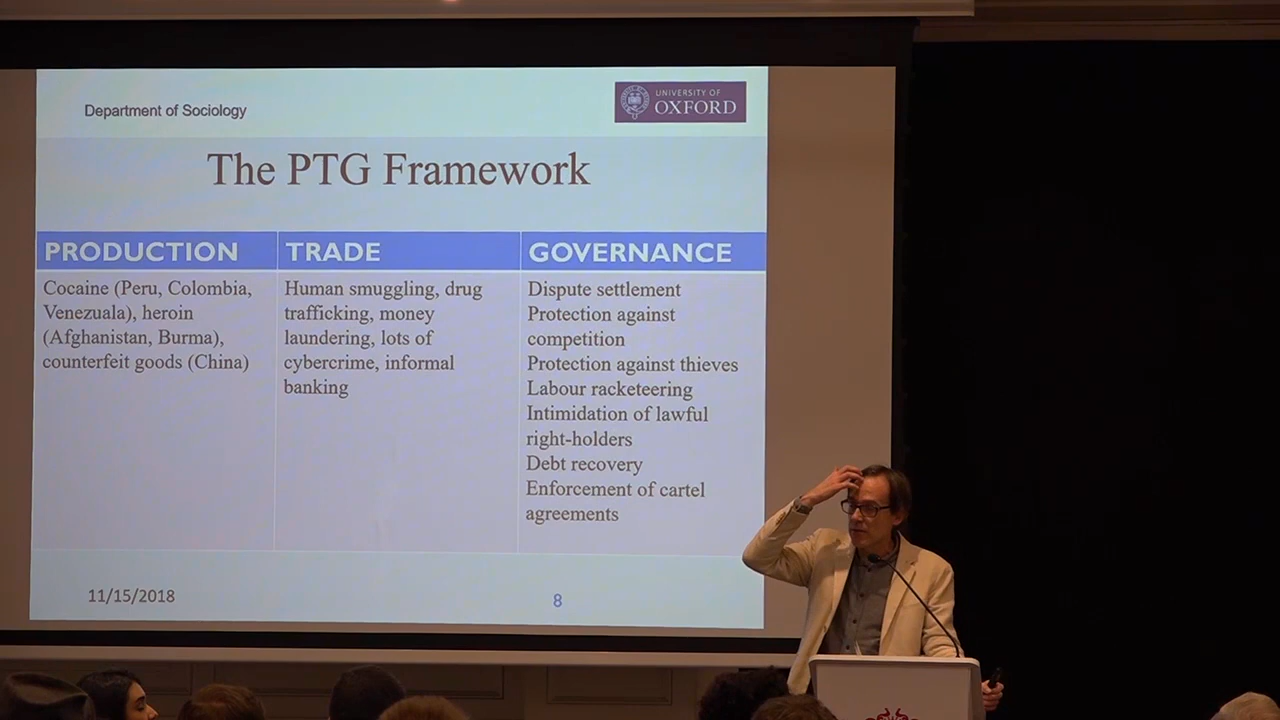 Department of Sociology
UNIVERSITY OF
OXFORD
The PTG Framework
PRODUCTION
Cocaine (Peru, Colombia,
Venezuala), heroin
(Afghanistan, Burma),
counterfeit goods (China)
TRADE
Human smuggling, drug
trafficking, money
laundering, lots of
cybercrime, informal
banking
GOVERNANCE
Dispute settlement
Protection against
competition
Protection against thieves
Labour racketeering
Intimidation of lawful
right-holders
Debt recovery
Enforcement of cartel
agreements
11/15/2018
8